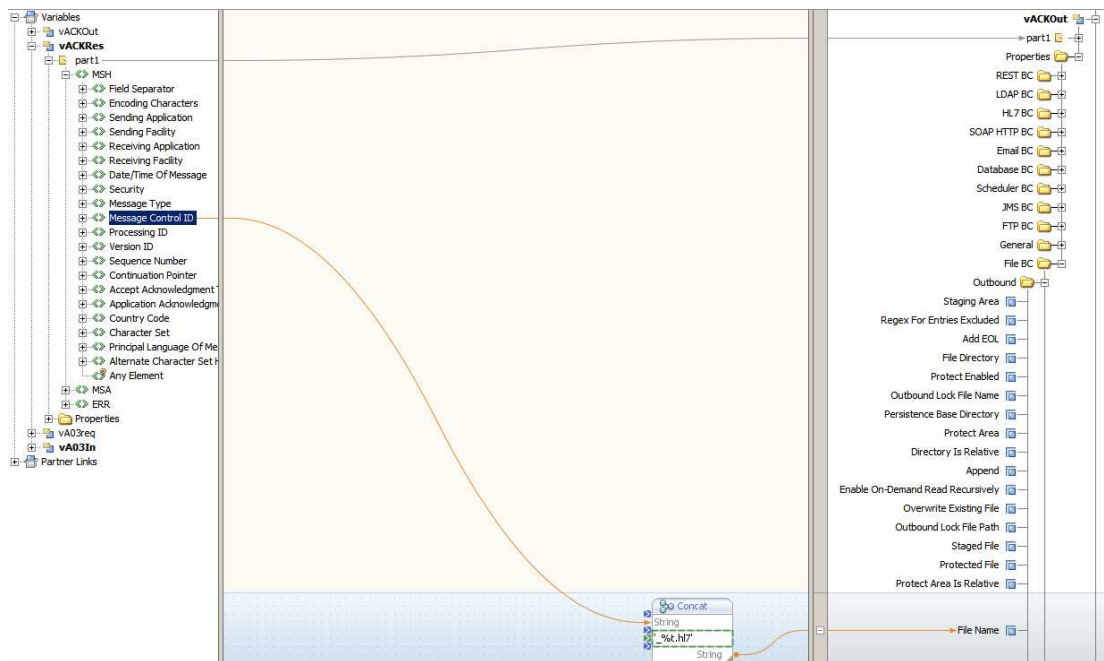 Variables
vACKOut
vACKRes
part1
MSH
Field Separator
Encoding Characters
Sending Application
Sending Facility
Receiving Application
Receiving Facility
Date/Time Of Message
Security
Message Type
Message Control ID
Processing ID
Version ID
Sequence Number
Continuation Pointer
Accept Acknowledgment T
Application Acknowledgme
Country Code
Character Set
Principal Language Of Me
Alternate Character Set H
Any Element
MSA
ERR
Properties
vA03req
vA03In
Partner Links
Concat
String
'_%t.hl7'
String
vACKOut
part1
Properties
REST BC
LDAP BC
HL7 BC
SOAP HTTP BC
Email BC
Database BC
Scheduler BC
JMS BC
FTP BC
General
File BC
Outbound
Staging Area
Regex For Entries Excluded
Add EOL
File Directory
Protect Enabled
Outbound Lock File Name
Persistence Base Directory
Protect Area
Directory Is Relative
Append
Enable On-Demand Read Recursively
Overwrite Existing File
Outbound Lock File Path
Staged File
Protected File
Protect Area Is Relative
File Name